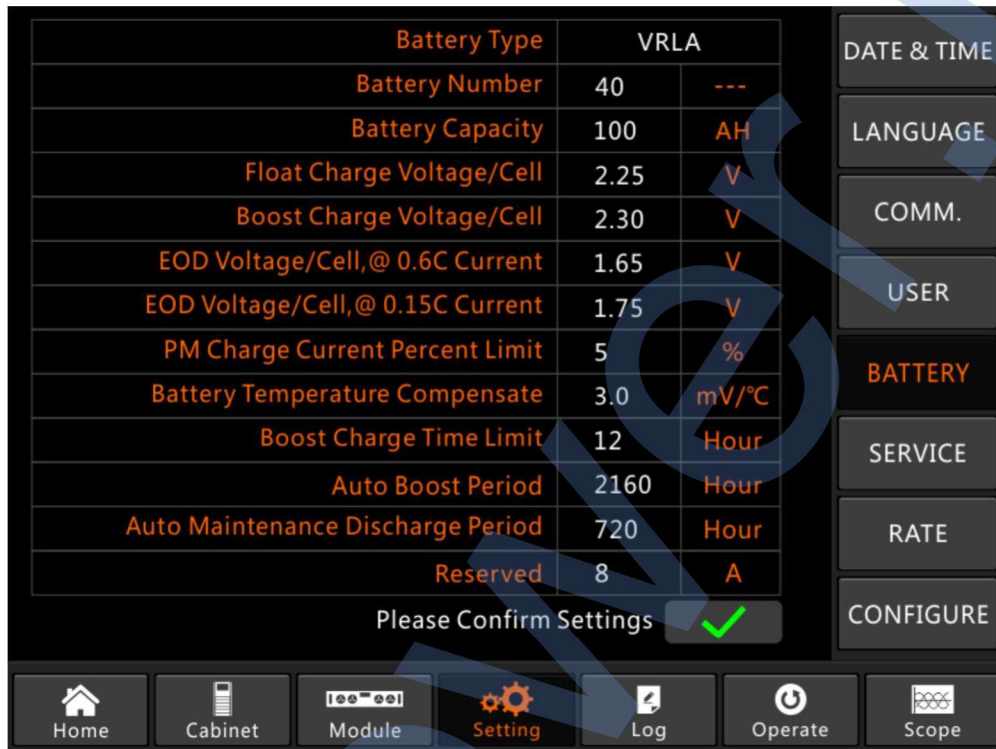 Battery Type VRLA
Battery Number 40 ---
Battery Capacity 100 AH
Float Charge Voltage/Cell 2.25 V
Boost Charge Voltage/Cell 2.30 V
EOD Voltage/Cell,@ 0.6C Current 1.65 V
EOD Voltage/Cell,@ 0.15C Current 1.75 V
PM Charge Current Percent Limit 5 %
Battery Temperature Compensate 3.0 mV/℃
Boost Charge Time Limit 12 Hour
Auto Boost Period 2160 Hour
Auto Maintenance Discharge Period 720 Hour
Reserved 8 A
Please Confirm Settings
DATE & TIME
LANGUAGE
COMM.
USER
BATTERY
SERVICE
RATE
CONFIGURE
Home Cabinet Module Setting Log Operate Scope